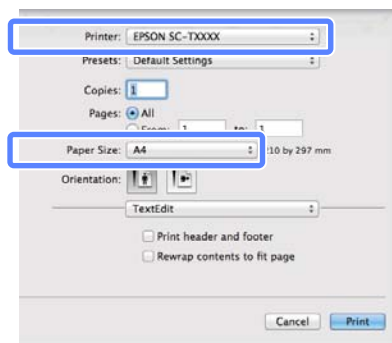 Printer: EPSON SC-TXXXX
Presets: Default Settings
Copies: 1
Pages: All
From: 1 to: 1
Paper Size: A4 210 by 297 mm
Orientation:
TextEdit
Print header and footer
Rewrap contents to fit page
Cancel Print